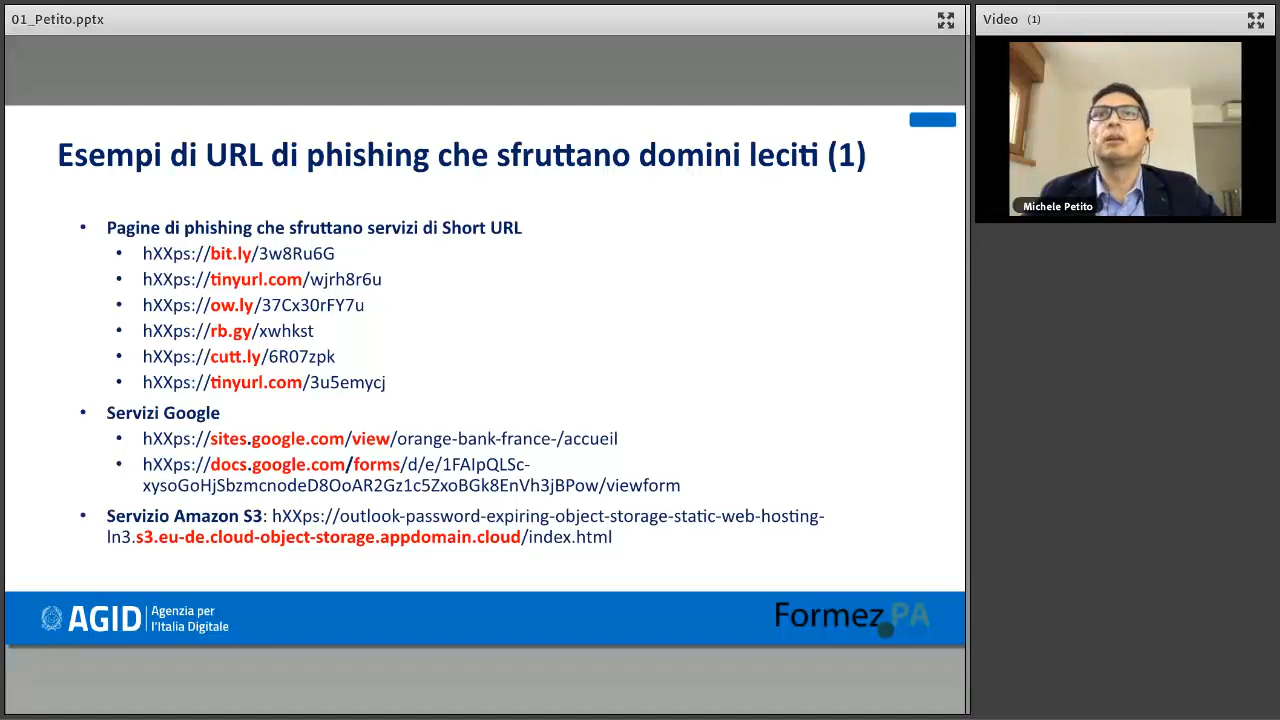 01_Petito.pptx
Video (1)
Michele Petito
Esempi di URL di phishing che sfruttano domini leciti (1)
• Pagine di phishing che sfruttano servizi di Short URL
• hXXps://bit.ly/3w8Ru6G
• hXXps://tinyurl.com/wjrh8r6u
• hXXps://ow.ly/37Cx30rFY7u
• hXXps://rb.gy/xwhkst
• hXXps://cutt.ly/6R07zpk
• hXXps://tinyurl.com/3u5emycj
• Servizi Google
• hXXps://sites.google.com/view/orange-bank-france-/accueil
• hXXps://docs.google.com/forms/d/e/1FAIpQLSc-
xysoGoHjSbzmcnodeD8OoAR2Gz1c5ZxoBGk8EnVh3jBPow/viewform
• Servizio Amazon S3: hXXps://outlook-password-expiring-object-storage-static-web-hosting-
ln3.s3.eu-de.cloud-object-storage.appdomain.cloud/index.html
AGID Agenzia per
l'Italia Digitale
Formez PA